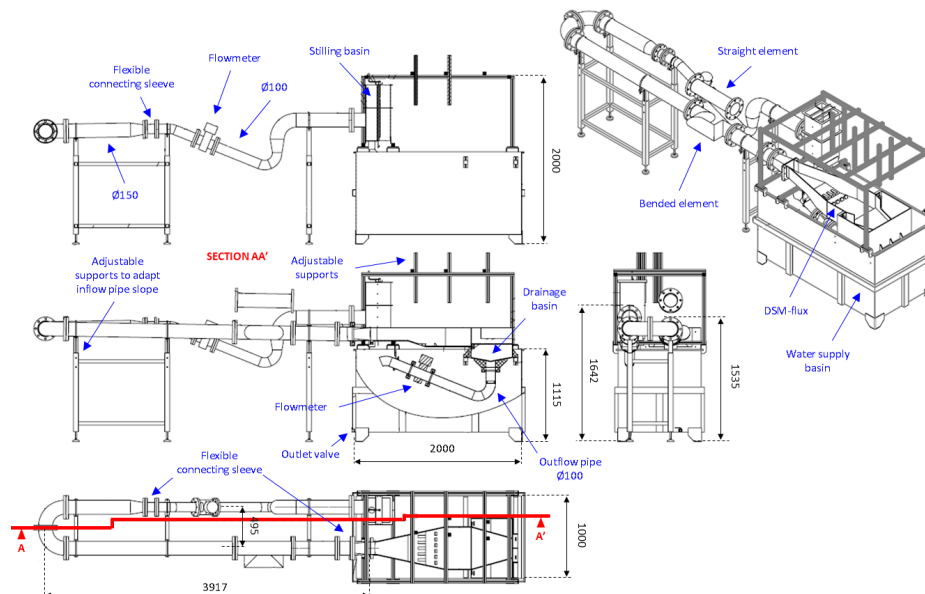 Flexible
connecting sleeve
Flowmeter
Ø100
Stilling basin
Ø150
2000
Straight element
Bended element
DSM-flux
Water supply
basin
SECTION AA'
Adjustable
supports to adapt
inflow pipe slope
Adjustable
supports
Drainage
basin
Flowmeter
Outlet valve
2000
1115
Outflow pipe
Ø100
1642
1535
Flexible
connecting sleeve
495
A
A'
1000
3917